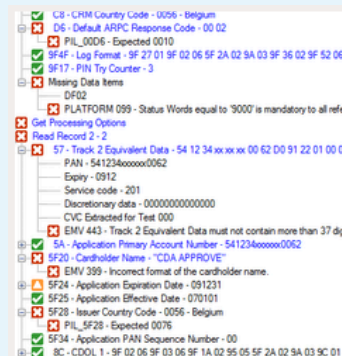 C8 - CRM Country Code - 0056 - Belgium
D6 - Default ARPC Response Code - 00 02
PIL_00D6 - Expected 0010
9F4F - Log Format - 9F 27 01 9F 02 06 5F 2A 02 9A 03 9F 36 02 9F 52 06
9F17 - PIN Try Counter - 3
Missing Data Items
DF02
PLATFORM 099 - Status Words equal to '9000' is mandatory to all refe
Get Processing Options
Read Record 2 - 2
57 - Track 2 Equivalent Data - 54 12 34 xx xx xx 00 62 D0 91 22 01 00 0
PAN - 541234xxxxxx0062
Expiry - 0912
Service code - 201
Discretionary data - 00000000000000
CVC Extracted for Test 000
EMV 443 - Track 2 Equivalent Data must not contain more than 37 dig
5A - Application Primary Account Number - 541234xxxxxx0062
5F20 - Cardholder Name - "CDA APPROVE"
EMV 399 - Incorrect format of the cardholder name.
5F24 - Application Expiration Date - 091231
5F25 - Application Effective Date - 070101
5F28 - Issuer Country Code - 0056 - Belgium
PIL_5F28 - Expected 0076
5F34 - Application PAN Sequence Number - 00
8C - CDOL 1 - 9F 02 06 9F 03 06 9F 1A 02 95 05 5F 2A 02 9A 03 9C 01